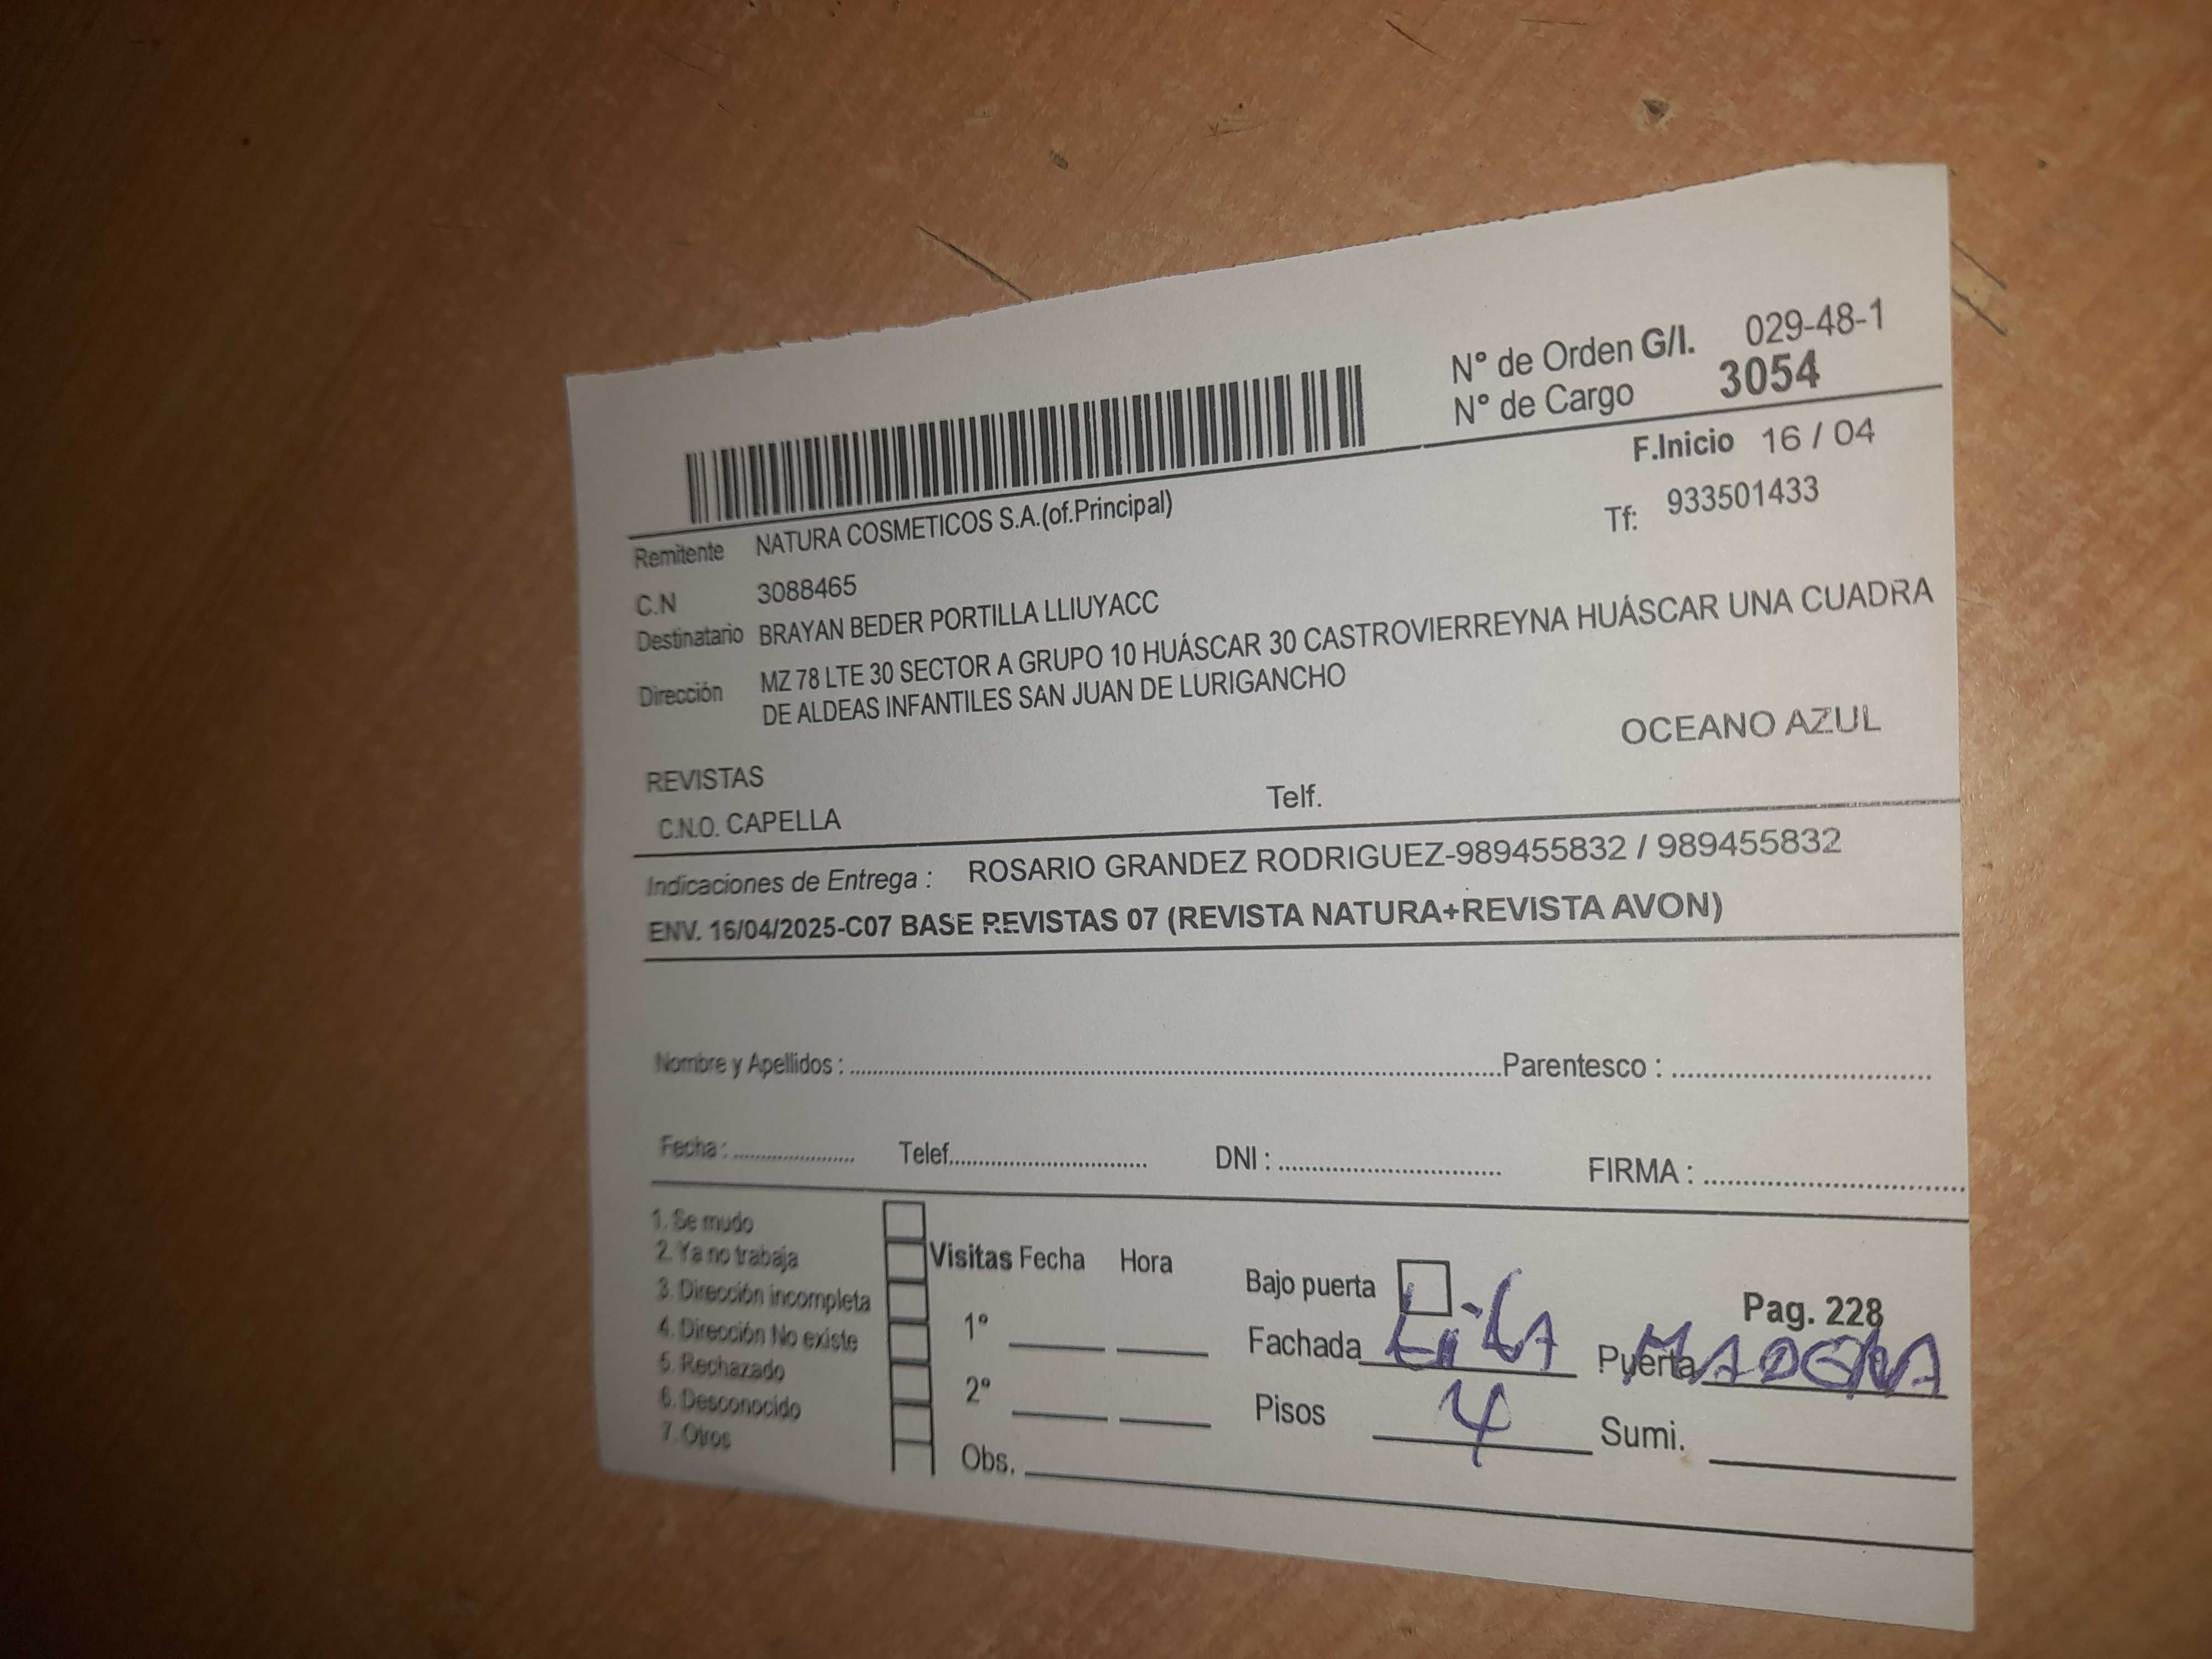 N° de Orden G/I. 029-48-1
N° de Cargo 3054
F.Inicio 16 / 04
Remitente NATURA COSMETICOS S.A.(of.Principal)
Tf: 933501433
C.N 3088465
Destinatario BRAYAN BEDER PORTILLA LLIUYACC
Dirección MZ 78 LTE 30 SECTOR A GRUPO 10 HUÁSCAR 30 CASTROVIERREYNA HUÁSCAR UNA CUADRA
DE ALDEAS INFANTILES SAN JUAN DE LURIGANCHO
OCEANO AZUL
REVISTAS
C.N.O. CAPELLA Telf.
Indicaciones de Entrega : ROSARIO GRANDEZ RODRIGUEZ-989455832 / 989455832
ENV. 16/04/2025-C07 BASE REVISTAS 07 (REVISTA NATURA+REVISTA AVON)
Nombre y Apellidos : Parentesco :
Fecha : Telef. DNI : FIRMA :
1. Se mudo
2. Ya no trabaja
3. Dirección incompleta
4. Dirección No existe
5. Rechazado
6. Desconocido
7. Otros
Visitas Fecha Hora
1°
2°
Obs.
Bajo puerta
Pag. 228
Fachada Puerta MADERA
Pisos 4 Sumi.